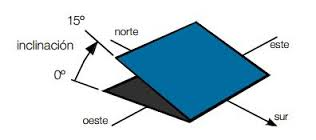 15º
norte
inclinación
este
0º
oeste
sur